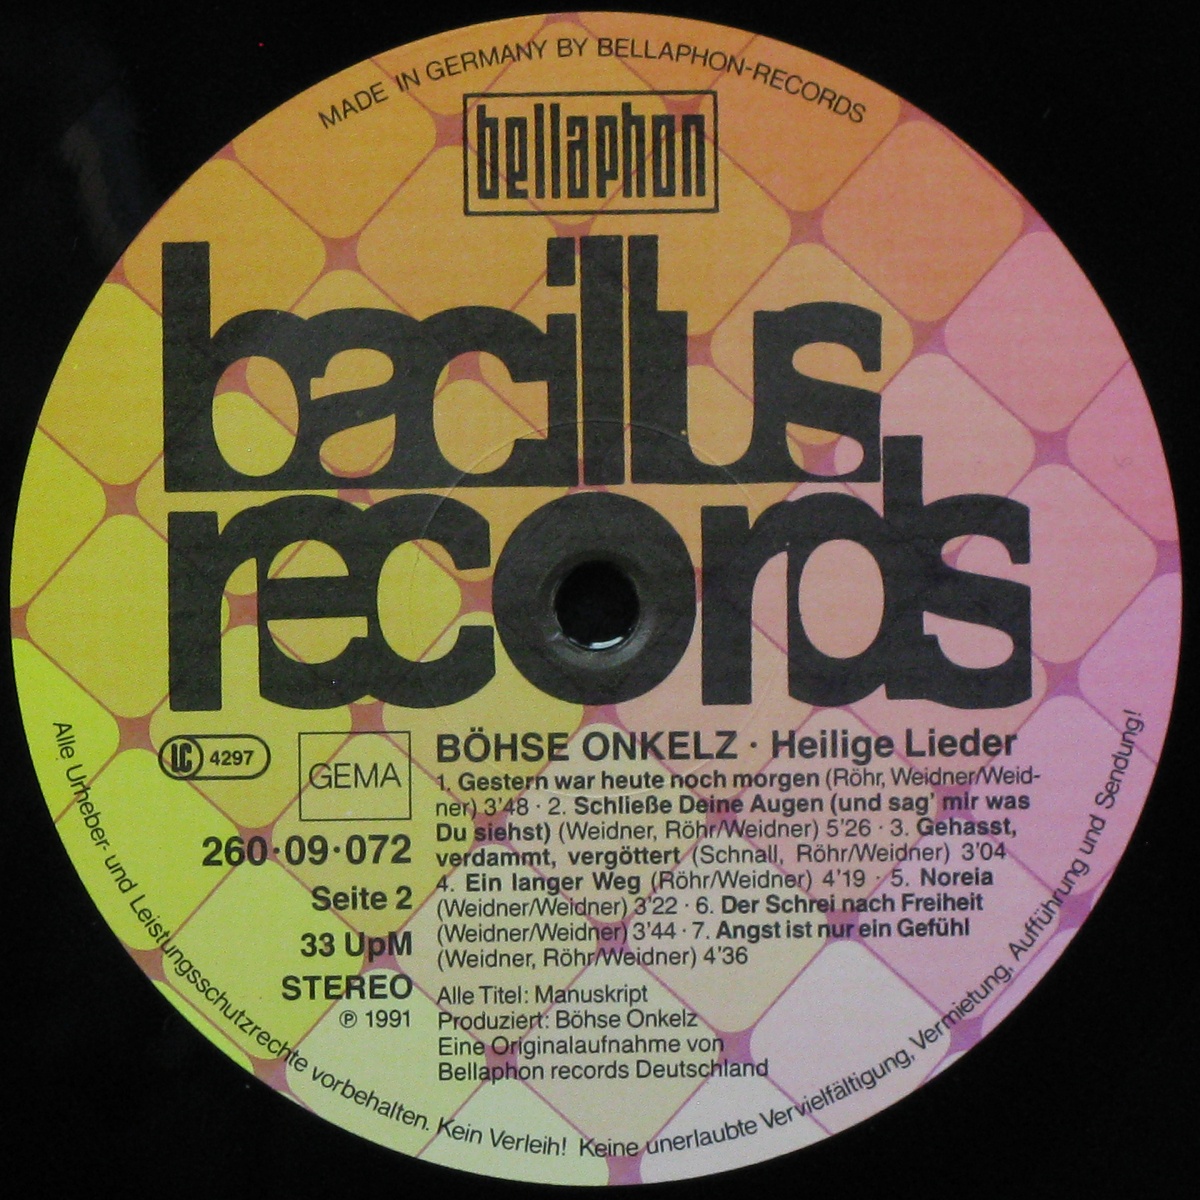 MADE IN GERMANY BY BELLAPHON-RECORDS
bellaphon
bacillus
records
LC 4297
GEMA
260·09·072
Seite 2
33 UpM
STEREO
℗ 1991
BÖHSE ONKELZ · Heilige Lieder
1. Gestern war heute noch morgen (Röhr, Weidner/Weid-
ner) 3'48 · 2. Schließe Deine Augen (und sag' mir was
Du siehst) (Weidner, Röhr/Weidner) 5'26 · 3. Gehasst,
verdammt, vergöttert (Schnall, Röhr/Weidner) 3'04
4. Ein langer Weg (Röhr/Weidner) 4'19 · 5. Noreia
(Weidner/Weidner) 3'22 · 6. Der Schrei nach Freiheit
(Weidner/Weidner) 3'44 · 7. Angst ist nur ein Gefühl
(Weidner, Röhr/Weidner) 4'36
Alle Titel: Manuskript
Produziert: Böhse Onkelz
Eine Originalaufnahme von
Bellaphon records Deutschland
Alle Urheber- und Leistungsschutzrechte vorbehalten. Kein Verleih! Keine unerlaubte Vervielfältigung, Vermietung, Aufführung und Sendung!